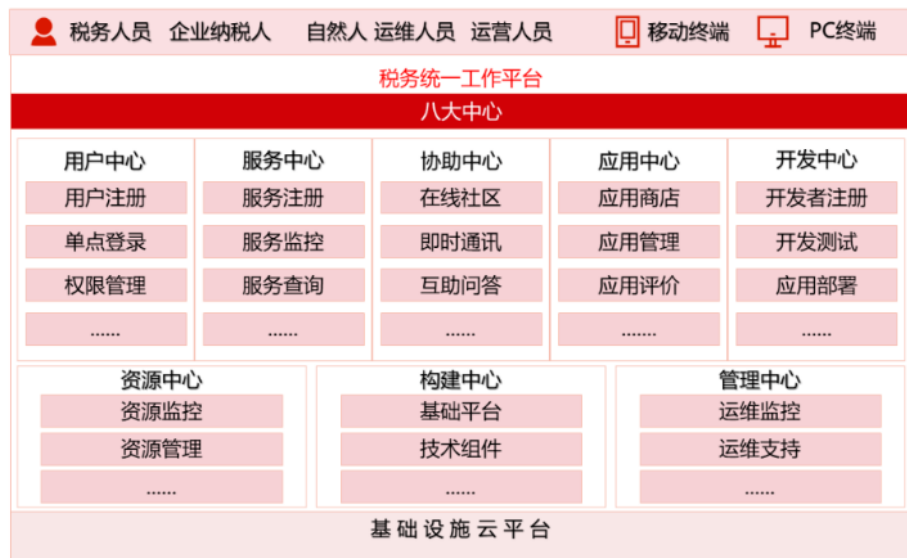 税务人员 企业纳税人 自然人 运维人员 运营人员 移动终端 PC终端
税务统一工作平台
八大中心
用户中心 服务中心 协助中心 应用中心 开发中心
用户注册 服务注册 在线社区 应用商店 开发者注册
单点登录 服务监控 即时通讯 应用管理 开发测试
权限管理 服务查询 互助问答 应用评价 应用部署
...... ...... ...... ....... ......
资源中心 构建中心 管理中心
资源监控 基础平台 运维监控
资源管理 技术组件 运维支持
...... ...... ......
基础设施云平台